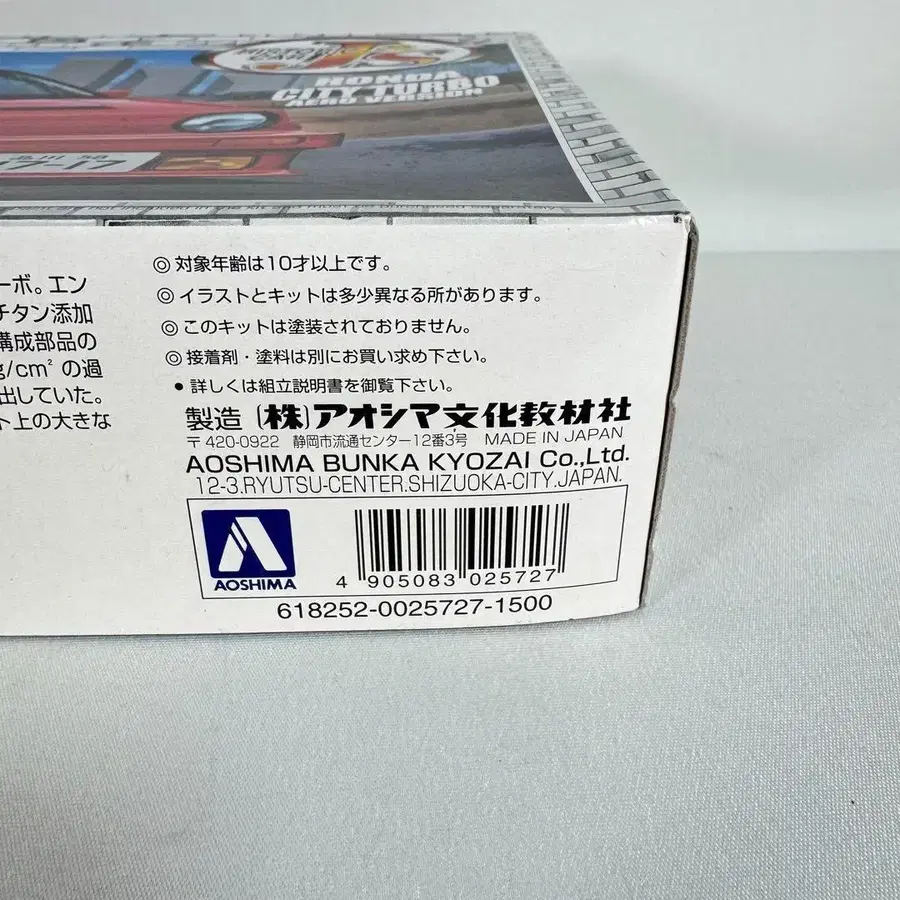 HONDA
CITY TURBO
AERO VERSION
17-17
ーボ。エン
チタン添加
構成部品の
g/cm²の過
出していた。
ト上の大きな
◎対象年齢は10才以上です。
◎イラストとキットは多少異なる所があります。
◎このキットは塗装されておりません。
◎接着剤・塗料は別にお買い求め下さい。
●詳しくは組立説明書を御覧下さい。
製造 (株)アオシマ文化教材社
〒420-0922 静岡市流通センター12番3号 MADE IN JAPAN
AOSHIMA BUNKA KYOZAI Co.,Ltd.
12-3.RYUTSU-CENTER.SHIZUOKA-CITY.JAPAN.
AOSHIMA
4 905083 025727
618252-0025727-1500